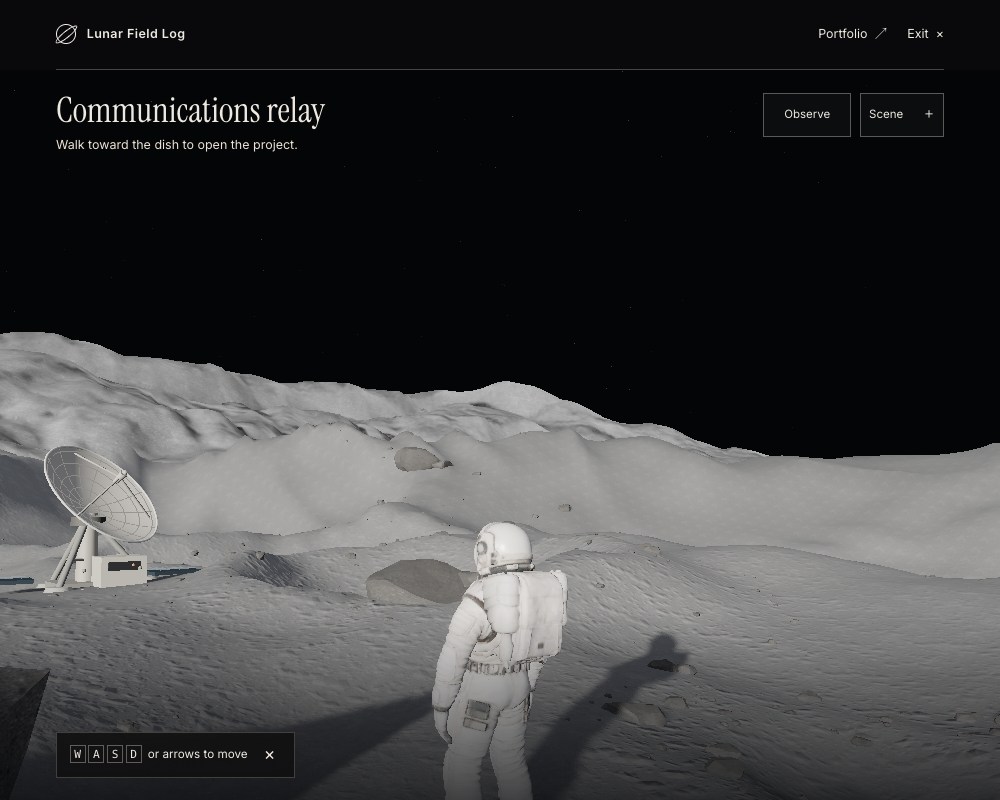 Lunar Field Log
Portfolio ↗ Exit ×
Communications relay
Walk toward the dish to open the project.
Observe
Scene +
W A S D or arrows to move ×